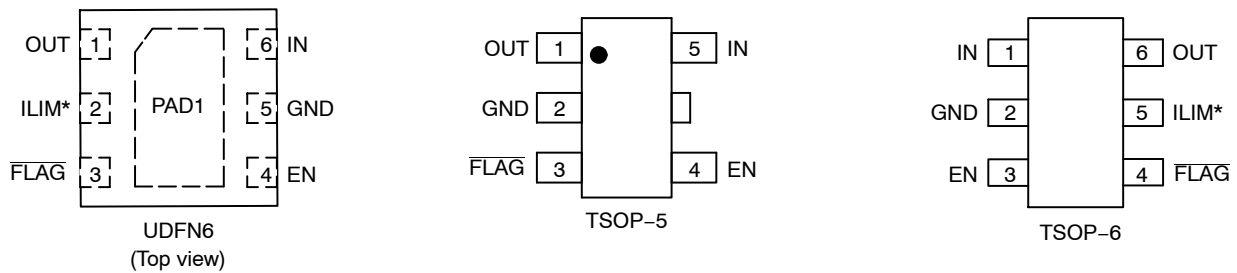 OUT 1 6 IN
ILIM* 2 PAD1 5 GND
FLAG 3 4 EN
UDFN6
(Top view)
OUT 1 5 IN
GND 2
FLAG 3 4 EN
TSOP−5
IN 1 6 OUT
GND 2 5 ILIM*
EN 3 4 FLAG
TSOP−6